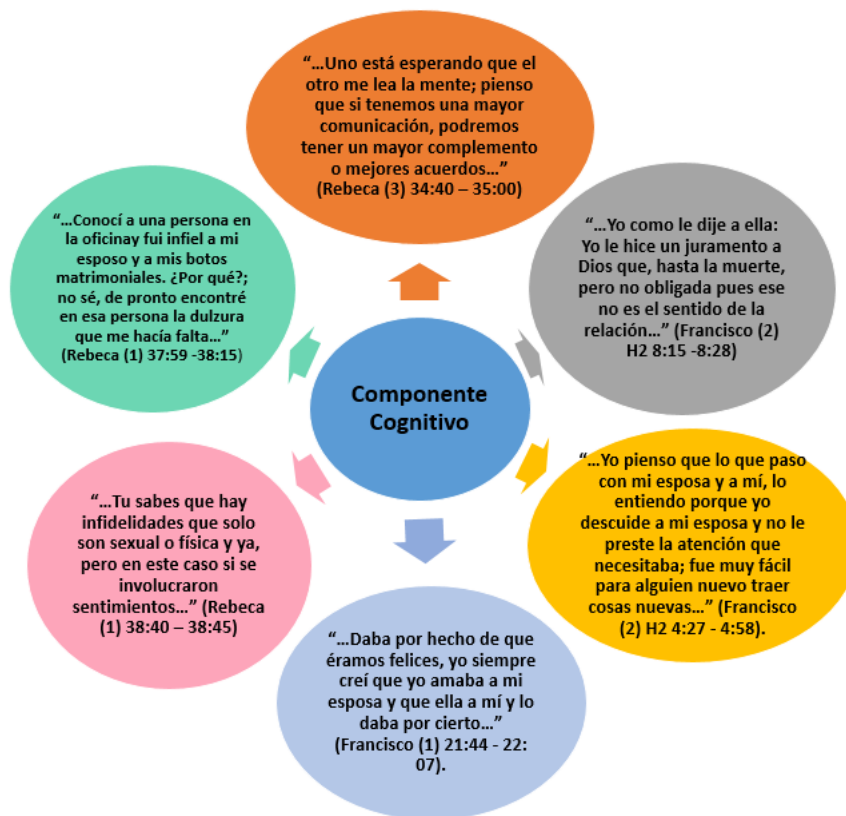 “…Uno está esperando que el
otro me lea la mente; pienso
que si tenemos una mayor
comunicación, podremos
tener un mayor complemento
o mejores acuerdos…”
(Rebeca (3) 34:40 – 35:00)
“…Conocí a una persona en
la oficinay fui infiel a mi
esposo y a mis botos
matrimoniales. ¿Por qué?;
no sé, de pronto encontré
en esa persona la dulzura
que me hacía falta…”
(Rebeca (1) 37:59 -38:15)
“…Yo como le dije a ella:
Yo le hice un juramento a
Dios que, hasta la muerte,
pero no obligada pues ese
no es el sentido de la
relación…” (Francisco (2)
H2 8:15 -8:28)
Componente
Cognitivo
“…Tu sabes que hay
infidelidades que solo
son sexual o física y ya,
pero en este caso si se
involucraron
sentimientos…” (Rebeca
(1) 38:40 – 38:45)
“…Yo pienso que lo que paso
con mi esposa y a mí, lo
entiendo porque yo
descuide a mi esposa y no le
preste la atención que
necesitaba; fue muy fácil
para alguien nuevo traer
cosas nuevas…” (Francisco
(2) H2 4:27 - 4:58).
“…Daba por hecho de que
éramos felices, yo siempre
creí que yo amaba a mi
esposa y que ella a mí y lo
daba por cierto…”
(Francisco (1) 21:44 - 22:
07).